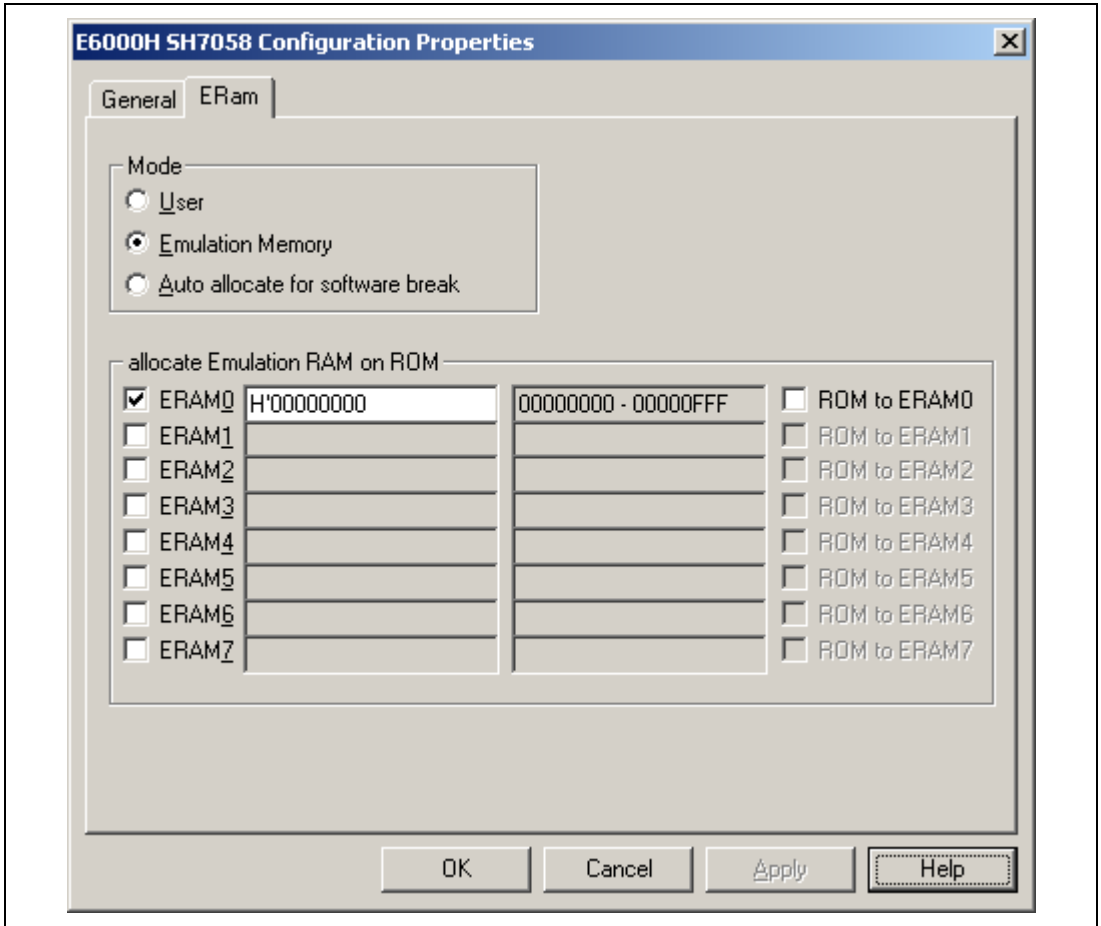 E6000H SH7058 Configuration Properties
General ERam
Mode
User
Emulation Memory
Auto allocate for software break
allocate Emulation RAM on ROM
ERAM0 H'00000000 00000000 - 00000FFF ROM to ERAM0
ERAM1 ROM to ERAM1
ERAM2 ROM to ERAM2
ERAM3 ROM to ERAM3
ERAM4 ROM to ERAM4
ERAM5 ROM to ERAM5
ERAM6 ROM to ERAM6
ERAM7 ROM to ERAM7
OK Cancel Apply Help